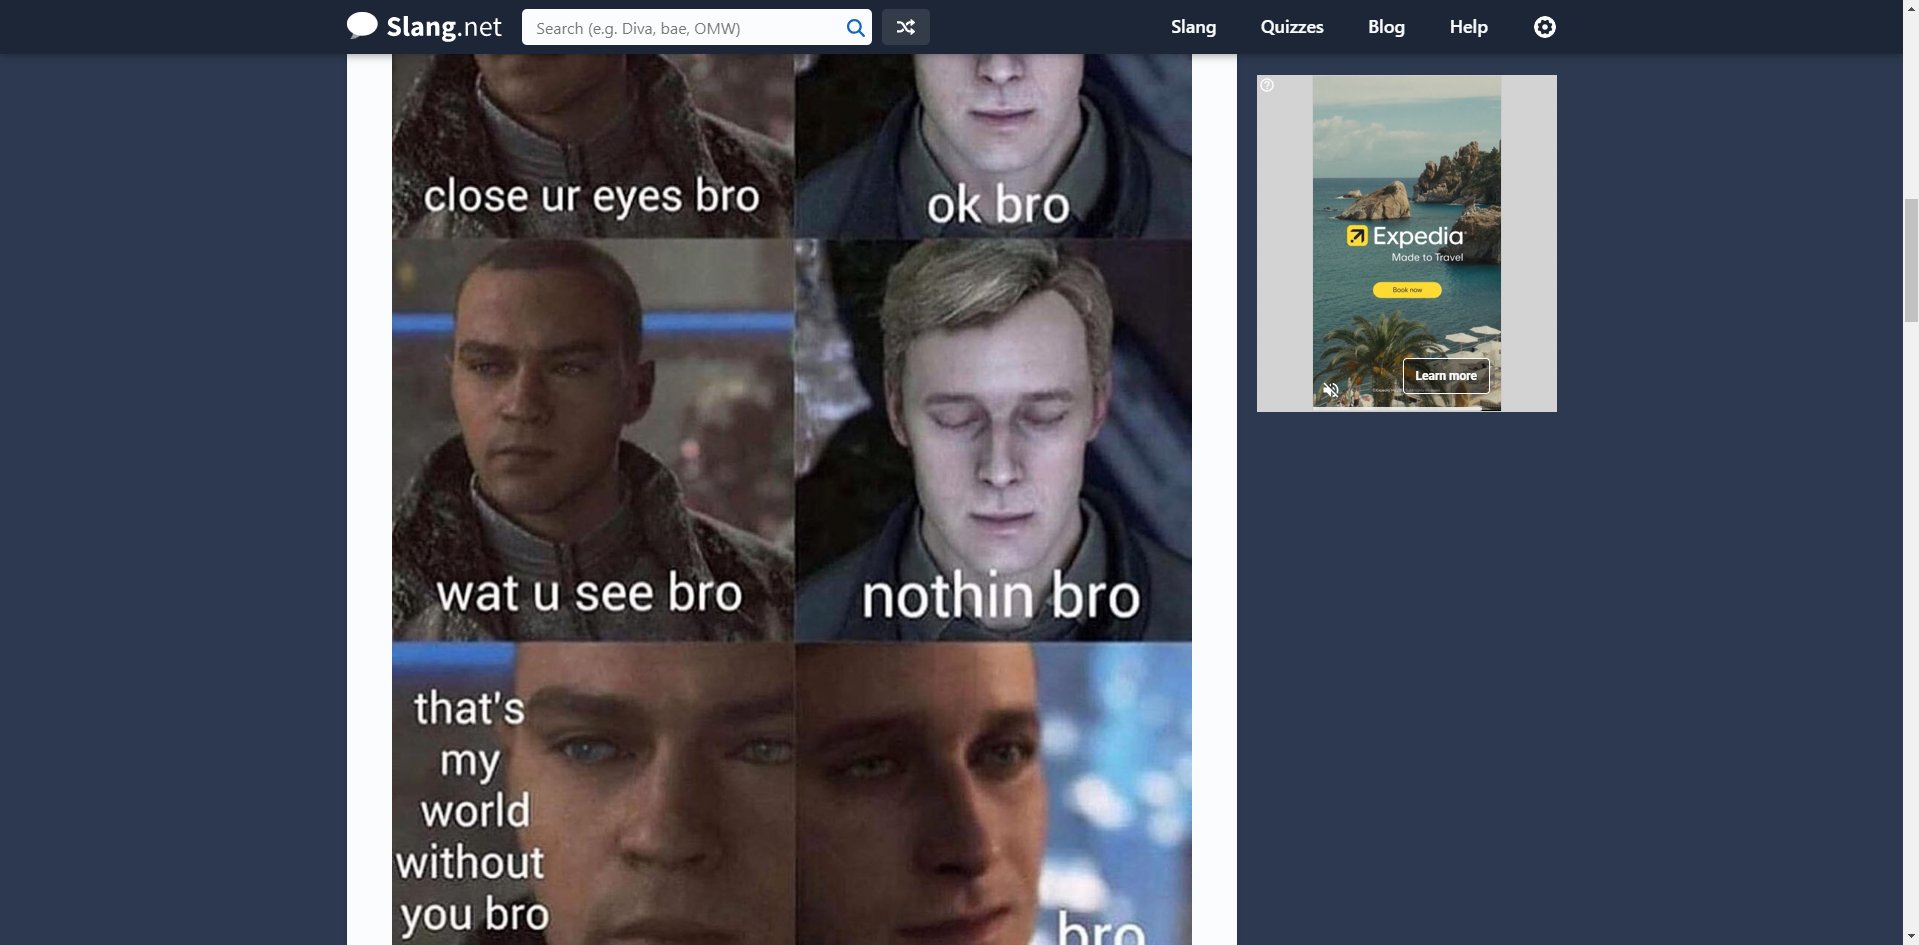 Slang.net
Search (e.g. Diva, bae, OMW)
Slang
Quizzes
Blog
Help
close ur eyes bro
ok bro
wat u see bro
nothin bro
that's
my
world
without
you bro
bro
Expedia
Made to Travel
Book now
Learn more